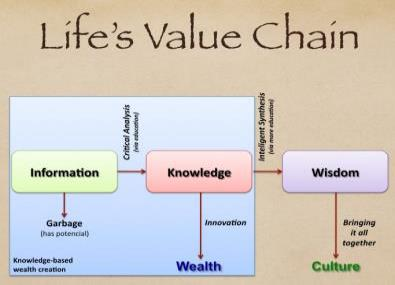 Life's Value Chain
Critical Analysis
(via education)
Inteligent Synthesis
(via more education)
Information
Knowledge
Wisdom
Garbage
(has potencial)
Innovation
Bringing
it all
together
Knowledge-based
wealth creation
Wealth
Culture